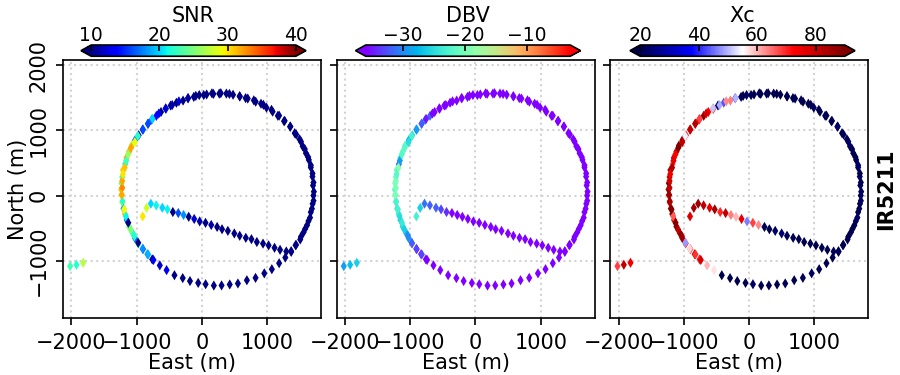 SNR DBV Xc
10 20 30 40 −30 −20 −10 20 40 60 80
2000
1000
0
−1000
North (m)
IR5211
−2000 −1000 0 1000 −2000 −1000 0 1000 −2000 −1000 0 1000
East (m) East (m) East (m)